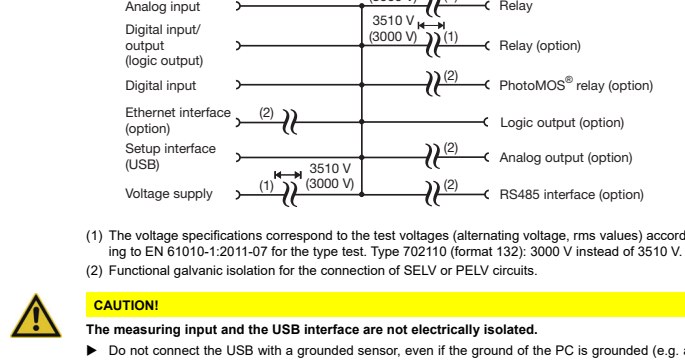 Analog input
(3000 V)
Relay
3510 V
(3000 V)
(1)
Digital input/
output
(logic output)
Relay (option)
Digital input
(2)
PhotoMOS® relay (option)
Ethernet interface
(option)
(2)
Logic output (option)
Setup interface
(USB)
(2)
Analog output (option)
3510 V
(3000 V)
Voltage supply
(1)
(2)
RS485 interface (option)
(1) The voltage specifications correspond to the test voltages (alternating voltage, rms values) accord
ing to EN 61010-1:2011-07 for the type test. Type 702110 (format 132): 3000 V instead of 3510 V.
(2) Functional galvanic isolation for the connection of SELV or PELV circuits.
CAUTION!
The measuring input and the USB interface are not electrically isolated.
▶ Do not connect the USB with a grounded sensor, even if the ground of the PC is grounded (e.g.